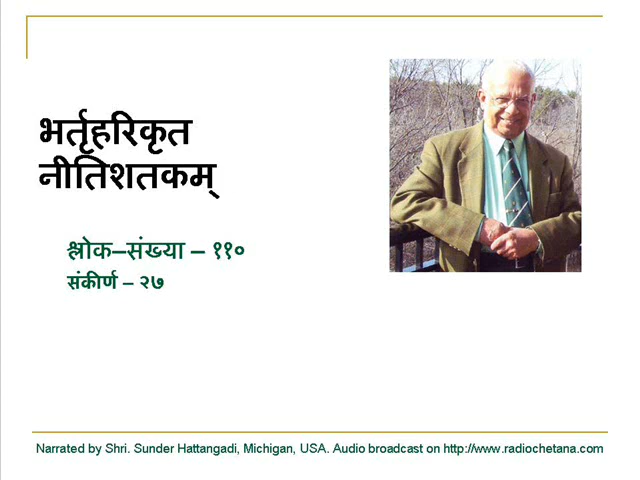 भर्तृहरिकृत
नीतिशतकम्
श्लोक–संख्या – ११०
संकीर्ण – २७
Narrated by Shri. Sunder Hattangadi, Michigan, USA. Audio broadcast on http://www.radiochetana.com